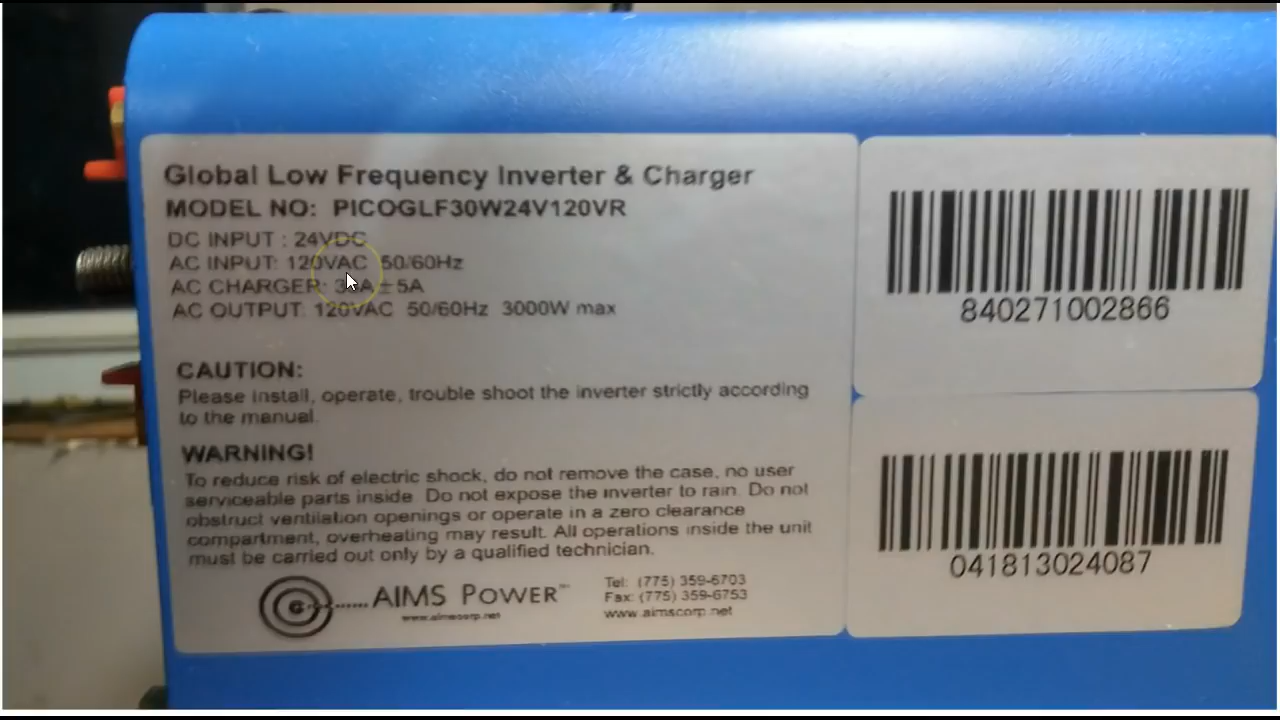 Global Low Frequency Inverter & Charger
MODEL NO: PICOGLF30W24V120VR
DC INPUT : 24VDC
AC INPUT: 120VAC 50/60Hz
AC CHARGER: ± 5A
AC OUTPUT: 120VAC 50/60Hz 3000W max
CAUTION:
Please install, operate, trouble shoot the inverter strictly according
to the manual.
WARNING!
To reduce risk of electric shock, do not remove the case, no user
serviceable parts inside. Do not expose the inverter to rain. Do not
obstruct ventilation openings or operate in a zero clearance
compartment, overheating may result. All operations inside the unit
must be carried out only by a qualified technician.
AIMS POWER™
www.aimscorp.net
Tel: (775) 359-6703
Fax: (775) 359-6753
www.aimscorp.net
840271002866
041813024087